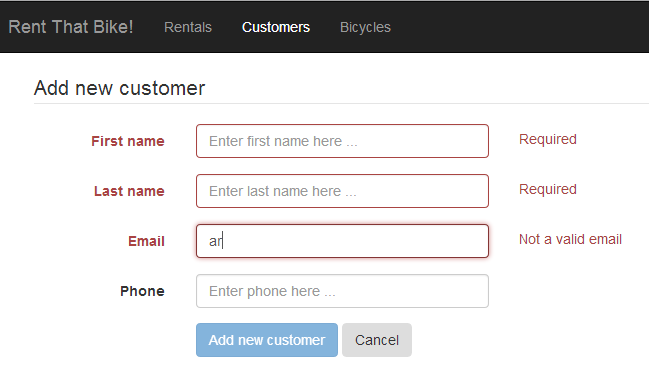 Rent That Bike! Rentals Customers Bicycles
Add new customer
First name Enter first name here ... Required
Last name Enter last name here ... Required
Email ar Not a valid email
Phone Enter phone here ...
Add new customer Cancel